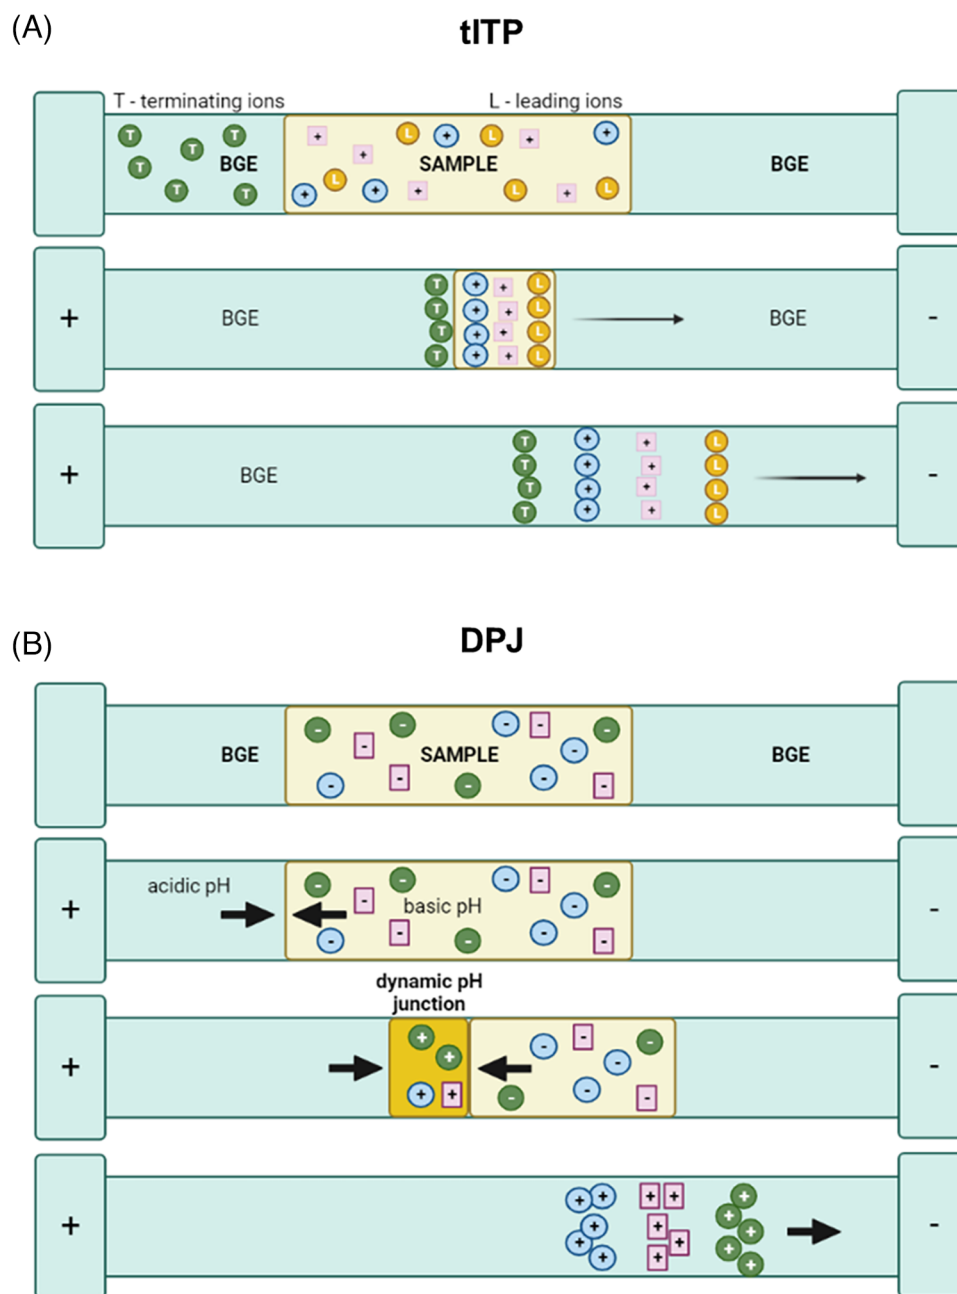 (A)
tITP
T - terminating ions
L - leading ions
T T T T T T BGE
+ + + + + + + + +
L L L L L
SAMPLE
BGE
+ BGE
T T T T
+ + + + + + + +
L L L L
BGE -
+ BGE
T T T T
+ + + + + + + +
L L L L
-
(B)
DPJ
BGE
- - - - - - - - - - - -
SAMPLE
BGE
+
acidic pH
- - - - - - - - - - - -
basic pH
-
dynamic pH
junction
+
+ + + +
- - - - - - - -
-
+
+ + + + + + + + + + + + + + +
-